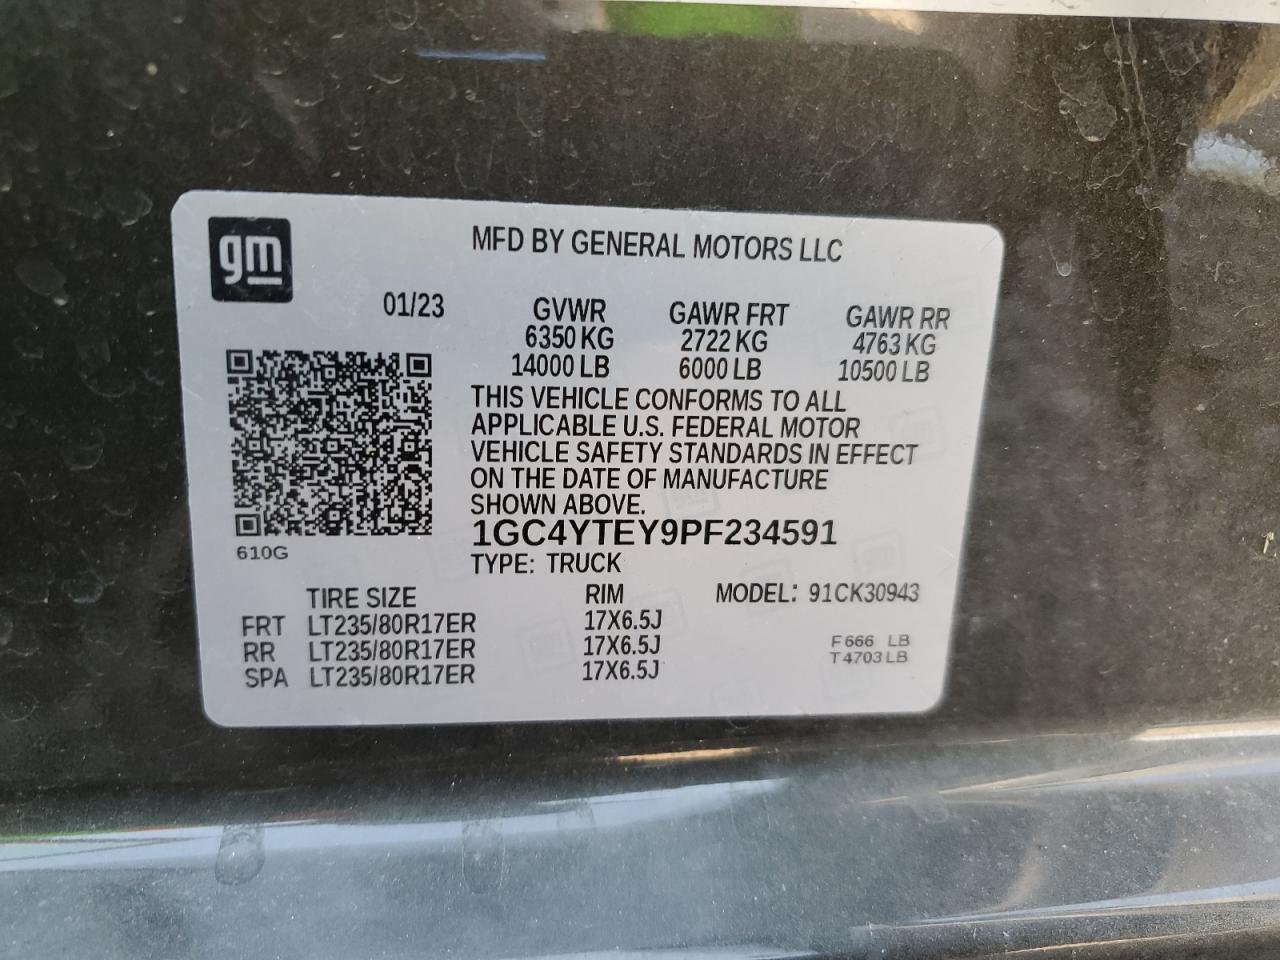 gm
MFD BY GENERAL MOTORS LLC
01/23 GVWR GAWR FRT GAWR RR
6350 KG 2722 KG 4763 KG
14000 LB 6000 LB 10500 LB
THIS VEHICLE CONFORMS TO ALL
APPLICABLE U.S. FEDERAL MOTOR
VEHICLE SAFETY STANDARDS IN EFFECT
ON THE DATE OF MANUFACTURE
SHOWN ABOVE.
1GC4YTEY9PF234591
610G
TYPE: TRUCK
TIRE SIZE RIM MODEL: 91CK30943
FRT LT235/80R17ER 17X6.5J
RR LT235/80R17ER 17X6.5J
SPA LT235/80R17ER 17X6.5J
F 666 LB
T 4703 LB